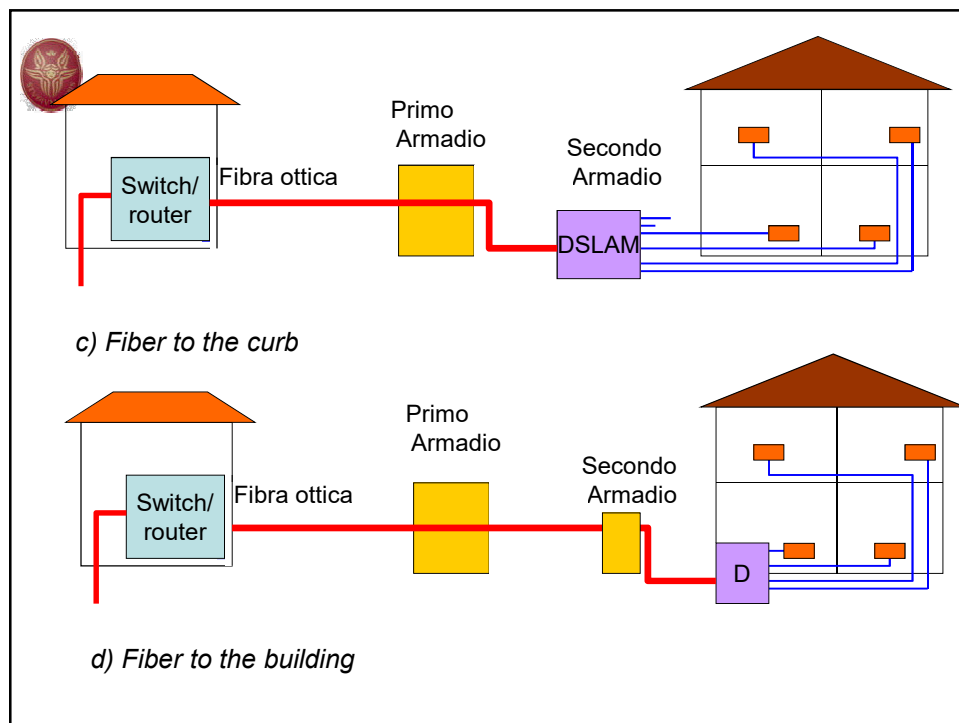 Primo
Armadio
Secondo
Armadio
Switch/
router
Fibra ottica
DSLAM
c) Fiber to the curb
Primo
Armadio
Secondo
Armadio
Switch/
router
Fibra ottica
D
d) Fiber to the building